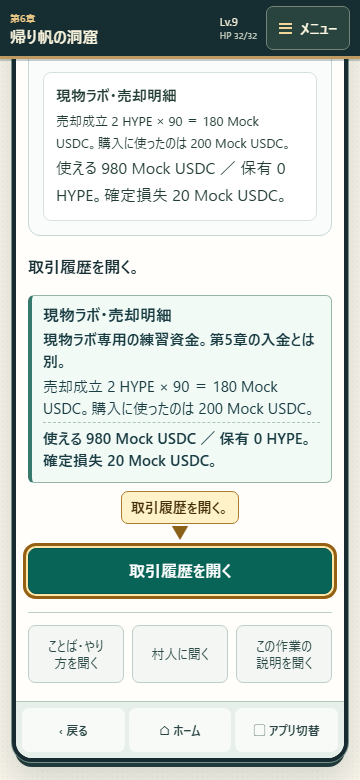 第6章
帰り帆の洞窟
Lv.9
HP 32/32
メニュー
現物ラボ・売却明細
売却成立 2 HYPE × 90 ＝ 180 Mock
USDC。購入に使ったのは 200 Mock USDC。
使える 980 Mock USDC ／ 保有 0
HYPE。確定損失 20 Mock USDC。
取引履歴を開く。
現物ラボ・売却明細
現物ラボ専用の練習資金。第5章の入金とは
別。
売却成立 2 HYPE × 90 ＝ 180 Mock
USDC。購入に使ったのは 200 Mock USDC。
使える 980 Mock USDC ／ 保有 0 HYPE。
確定損失 20 Mock USDC。
取引履歴を開く。
取引履歴を開く
ことば・やり
方を聞く
村人に聞く
この作業の
説明を聞く
‹ 戻る
⌂ ホーム
□ アプリ切替